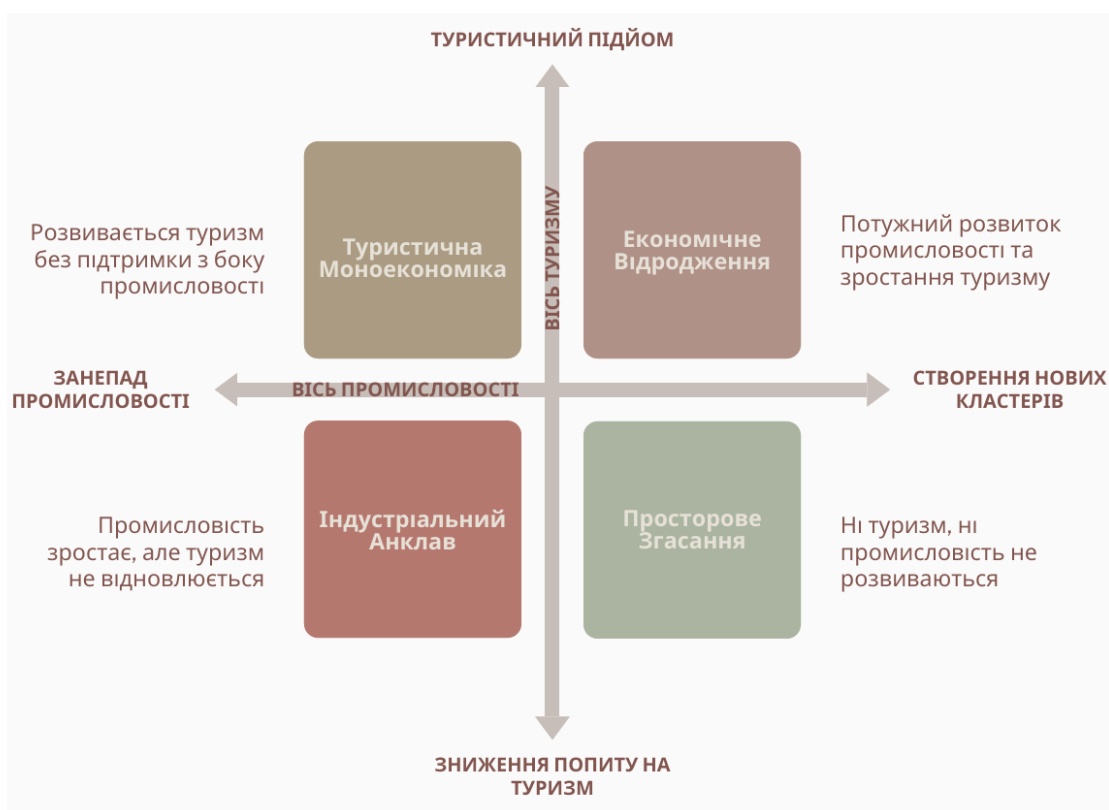 ТУРИСТИЧНИЙ ПІДЙОМ
Розвивається туризм
без підтримки з боку
промисловості
Туристична
Моноекономіка
ВІСЬ ТУРИЗМУ
Економічне
Відродження
Потужний розвиток
промисловості та
зростання туризму
ЗАНЕПАД
ПРОМИСЛОВОСТІ
ВІСЬ ПРОМИСЛОВОСТІ
СТВОРЕННЯ НОВИХ
КЛАСТЕРІВ
Промисловість
зростає, але туризм
не відновлюється
Індустріальний
Анклав
Просторове
Згасання
Ні туризм, ні
промисловість не
розвиваються
ЗНИЖЕННЯ ПОПИТУ НА
ТУРИЗМ